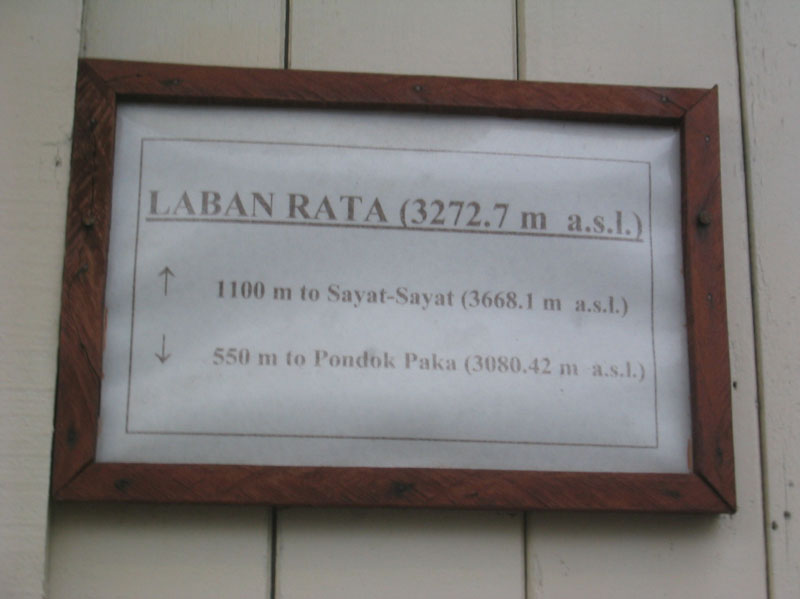 LABAN RATA (3272.7 m a.s.l.)
↑ 1100 m to Sayat-Sayat (3668.1 m a.s.l.)
↓ 550 m to Pondok Paka (3080.42 m a.s.l.)